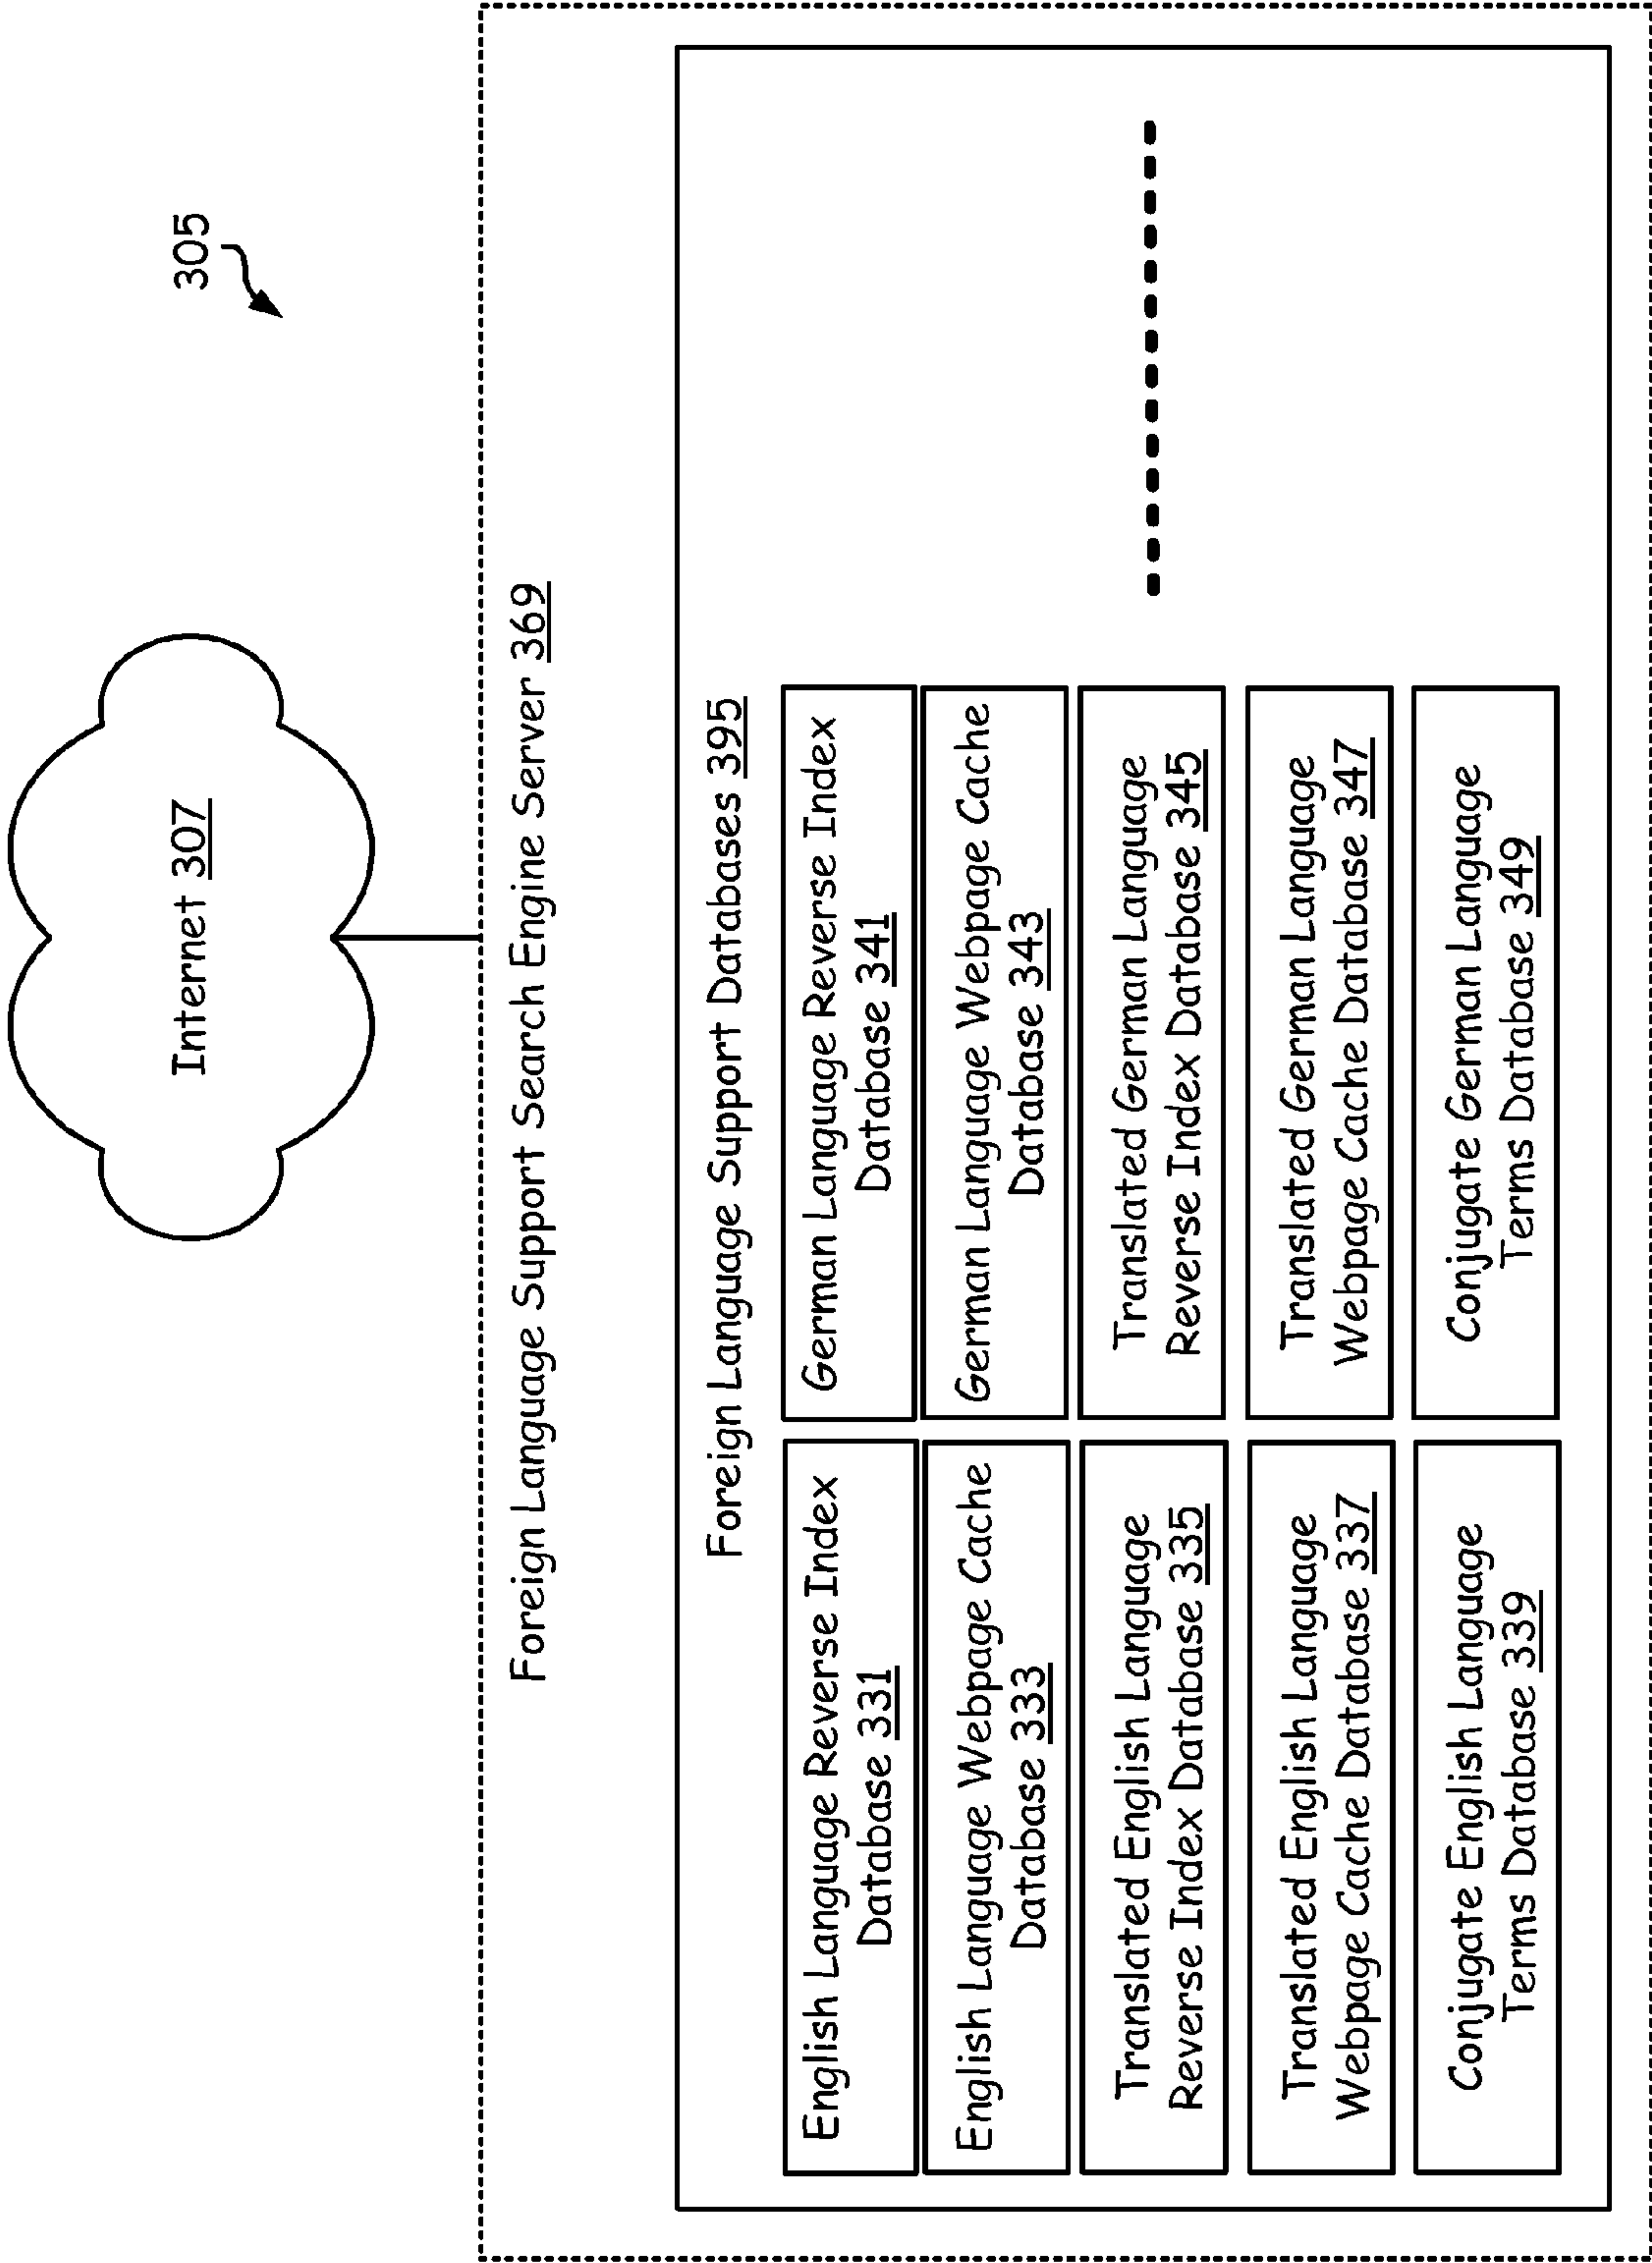 305
Internet 307
Foreign Language Support Search Engine Server 369
Foreign Language Support Databases 395
English Language Reverse Index
Database 331
German Language Reverse Index
Database 341
English Language Webpage Cache
Database 333
German Language Webpage Cache
Database 343
Translated English Language
Reverse Index Database 335
Translated German Language
Reverse Index Database 345
Translated English Language
Webpage Cache Database 337
Translated German Language
Webpage Cache Database 347
Conjugate English Language
Terms Database 339
Conjugate German Language
Terms Database 349